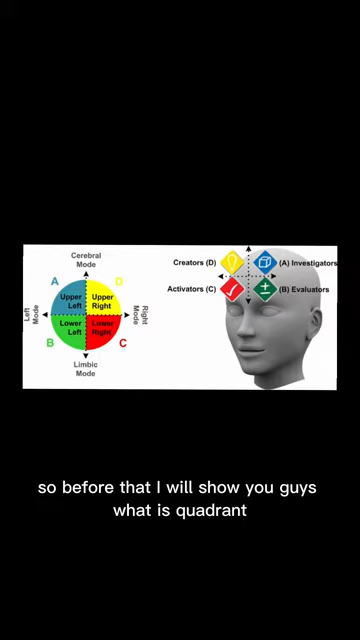 Cerebral
Mode
A
D
Upper
Left
Upper
Right
Left
Mode
Right
Mode
Lower
Left
Lower
Right
B
C
Limbic
Mode
Creators (D)
(A) Investigators
Activators (C)
(B) Evaluators
so before that I will show you guys
what is quadrant